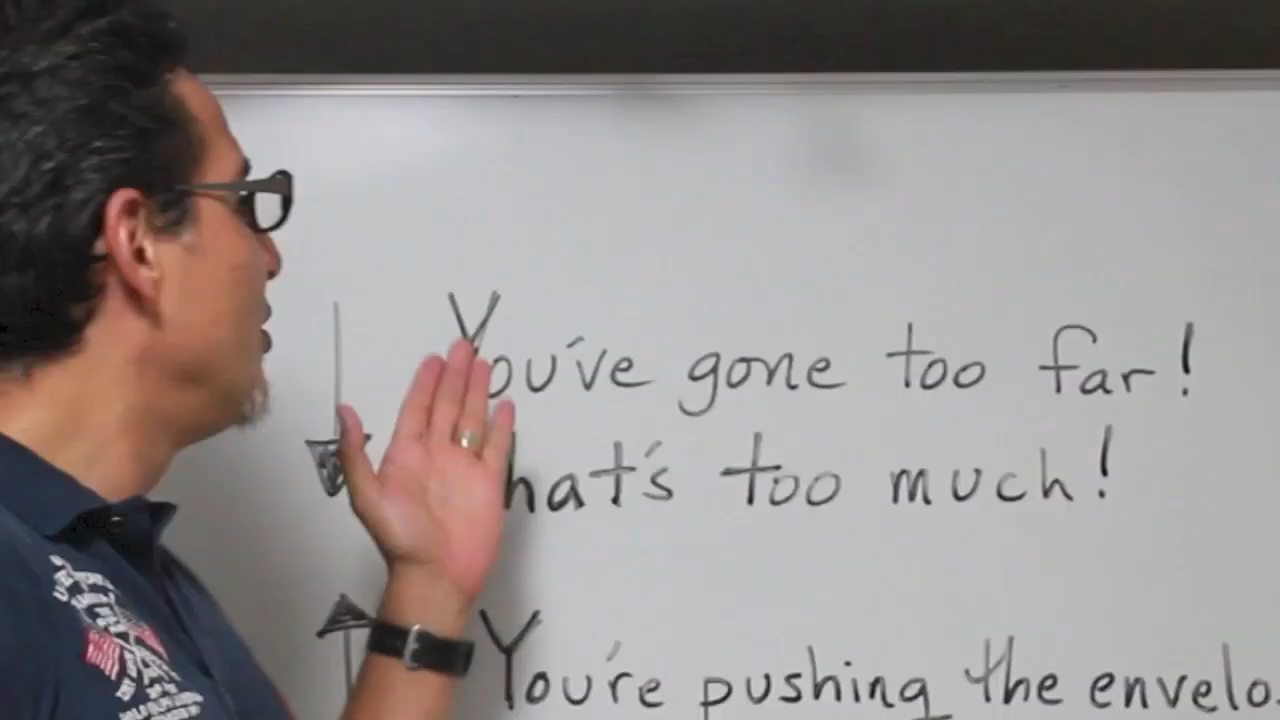 You've gone too far!
hat's too much!
You're pushing the envelo